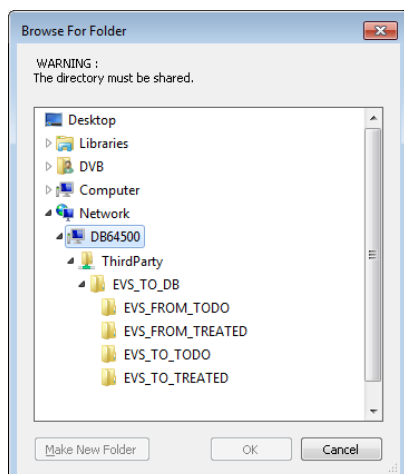 Browse For Folder
WARNING :
The directory must be shared.
Desktop
Libraries
DVB
Computer
Network
DB64500
ThirdParty
EVS_TO_DB
EVS_FROM_TODO
EVS_FROM_TREATED
EVS_TO_TODO
EVS_TO_TREATED
Make New Folder
OK
Cancel